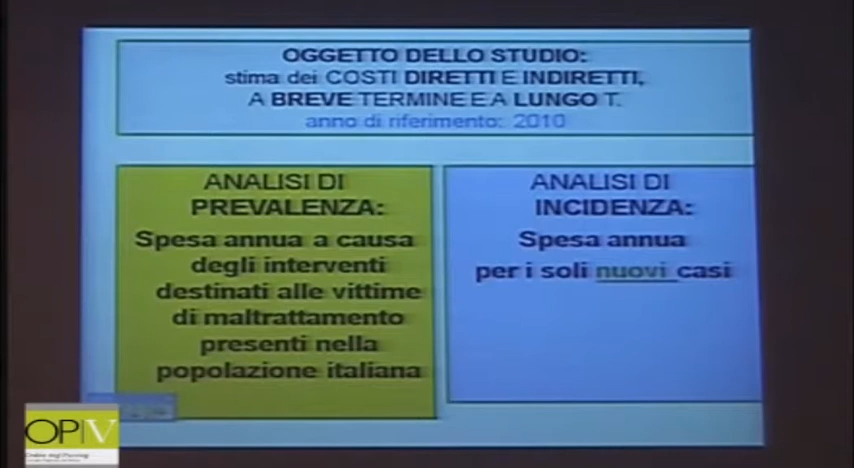 OGGETTO DELLO STUDIO:
stima dei COSTI DIRETTI E INDIRETTI,
A BREVE TERMINE E A LUNGO T.
anno di riferimento: 2010
ANALISI DI
PREVALENZA:
Spesa annua a causa
degli interventi
destinati alle vittime
di maltrattamento
presenti nella
popolazione italiana
ANALISI DI
INCIDENZA:
Spesa annua
per i soli nuovi casi
OPIV